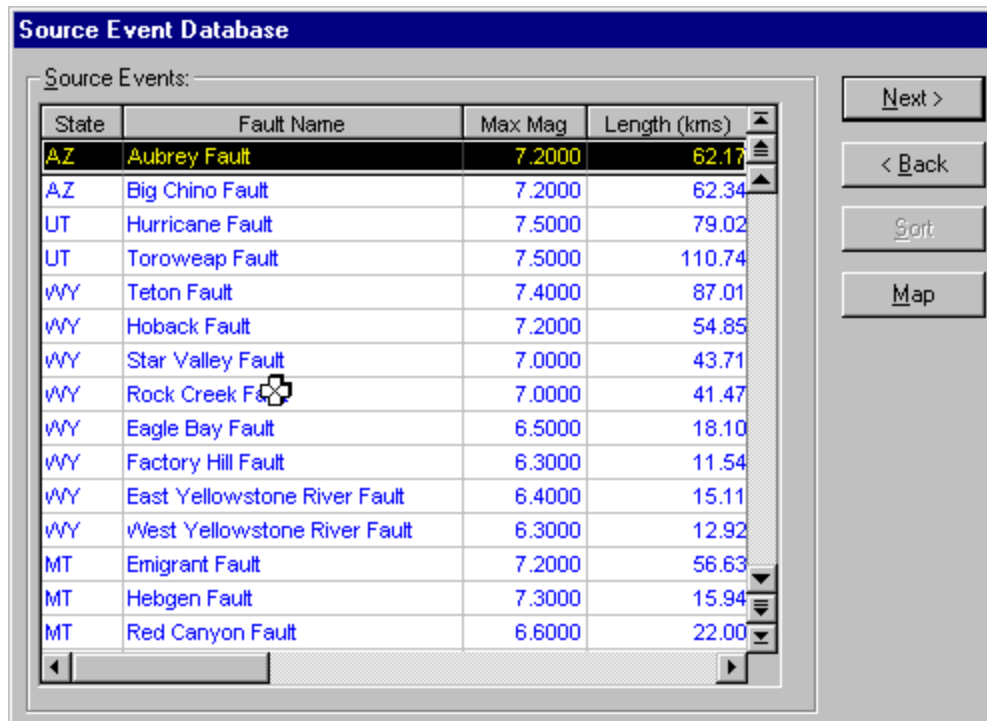 Source Event Database
Source Events:
State Fault Name Max Mag Length (kms)
AZ Aubrey Fault 7.2000 62.17
AZ Big Chino Fault 7.2000 62.34
UT Hurricane Fault 7.5000 79.02
UT Toroweap Fault 7.5000 110.74
WY Teton Fault 7.4000 87.01
WY Hoback Fault 7.2000 54.85
WY Star Valley Fault 7.0000 43.71
WY Rock Creek 7.0000 41.47
WY Eagle Bay Fault 6.5000 18.10
WY Factory Hill Fault 6.3000 11.54
WY East Yellowstone River Fault 6.4000 15.11
WY West Yellowstone River Fault 6.3000 12.92
MT Emigrant Fault 7.2000 56.63
MT Hebgen Fault 7.3000 15.94
MT Red Canyon Fault 6.6000 22.00
Next >
< Back
Sort
Map